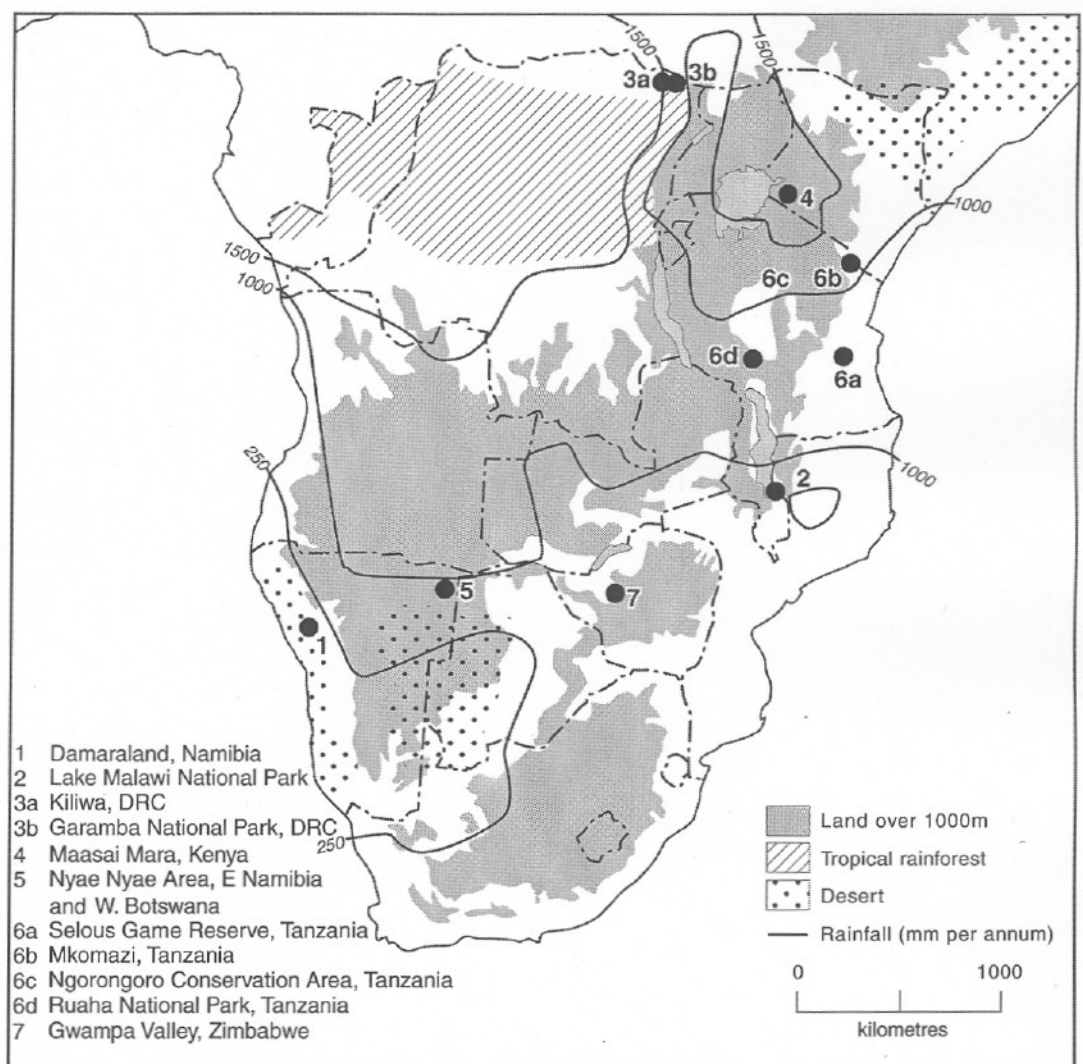 1500
1500
3a
3b
4
1000
1500
1000
6c
6b
6d
6a
250
1000
2
5
7
1
250
1 Damaraland, Namibia
2 Lake Malawi National Park
3a Kiliwa, DRC
3b Garamba National Park, DRC
4 Maasai Mara, Kenya
5 Nyae Nyae Area, E Namibia
and W. Botswana
6a Selous Game Reserve, Tanzania
6b Mkomazi, Tanzania
6c Ngorongoro Conservation Area, Tanzania
6d Ruaha National Park, Tanzania
7 Gwampa Valley, Zimbabwe
Land over 1000m
Tropical rainforest
Desert
Rainfall (mm per annum)
0 1000
kilometres